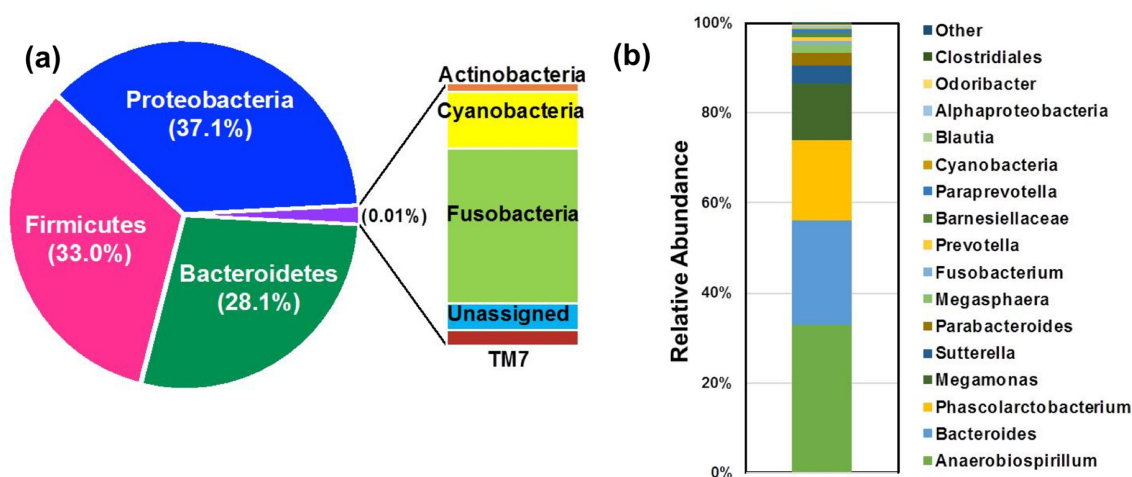 (a)
Proteobacteria
(37.1%)
Firmicutes
(33.0%)
Bacteroidetes
(28.1%)
(0.01%)
Actinobacteria
Cyanobacteria
Fusobacteria
Unassigned
TM7
(b)
Relative Abundance
100%
80%
60%
40%
20%
0%
Other
Clostridiales
Odoribacter
Alphaproteobacteria
Blautia
Cyanobacteria
Paraprevotella
Barnesiellaceae
Prevotella
Fusobacterium
Megasphaera
Parabacteroides
Sutterella
Megamonas
Phascolarctobacterium
Bacteroides
Anaerobiospirillum